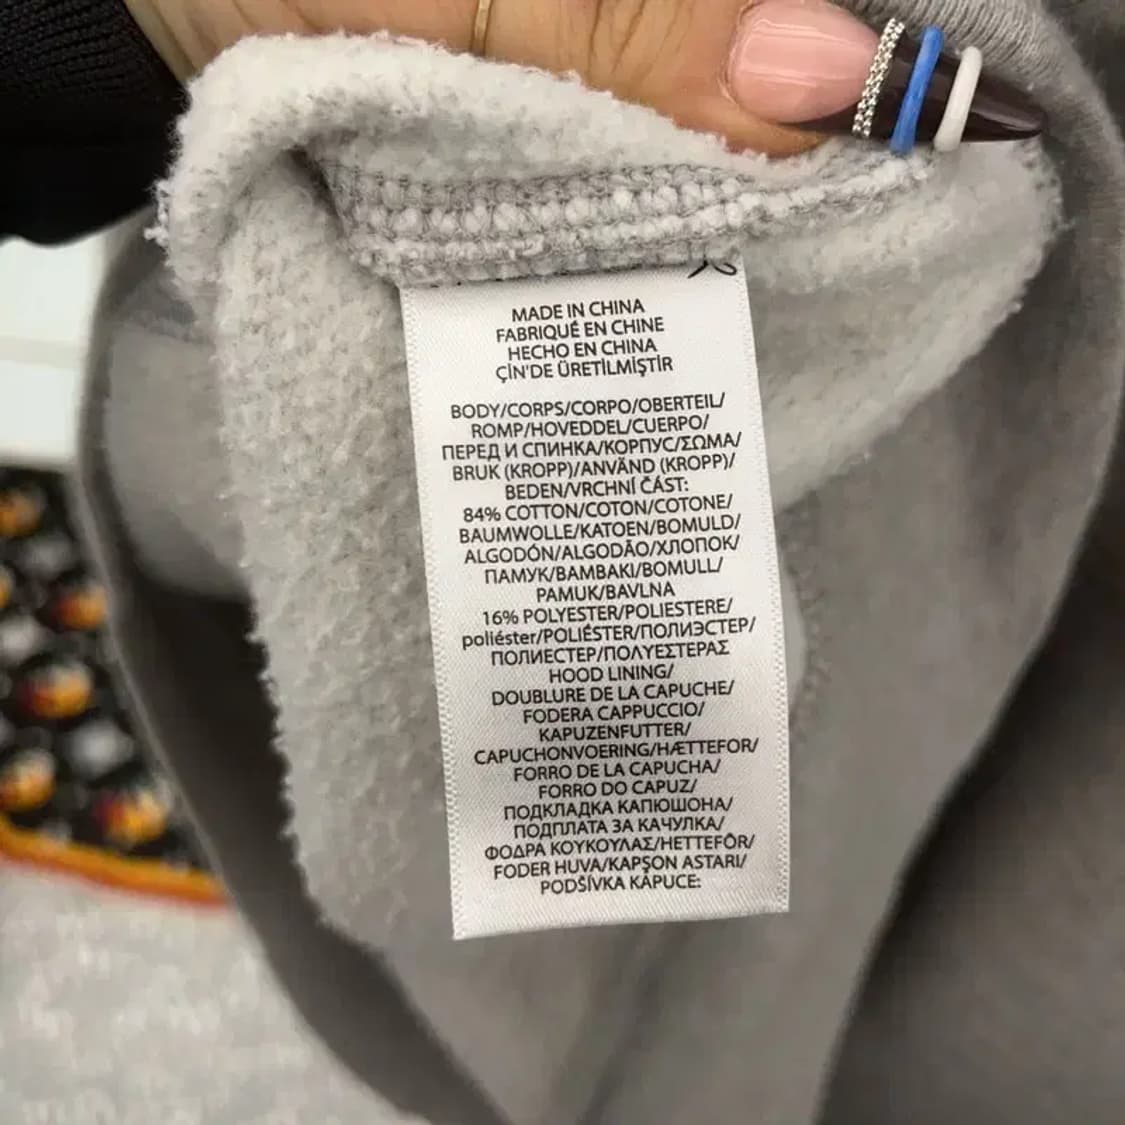 MADE IN CHINA
FABRIQUÉ EN CHINE
HECHO EN CHINA
ÇİN'DE ÜRETİLMİŞTİR
BODY/CORPS/CORPO/OBERTEIL/
ROMP/HOVEDDEL/CUERPO/
ПЕРЕД И СПИНКА/КОРПУС/ΣΩΜΑ/
BRUK (KROPP)/ANVÄND (KROPP)/
BEDEN/VRCHNÍ ČÁST:
84% COTTON/COTON/COTONE/
BAUMWOLLE/KATOEN/BOMULD/
ALGODÓN/ALGODÃO/ХЛОПОК/
ПАМУК/ΒΑΜΒΑΚΙ/BOMULL/
PAMUK/BAVLNA
16% POLYESTER/POLIESTERE/
poliéster/POLIÉSTER/ПОЛИЭСТЕР/
ПОЛИЕСТЕР/ΠΟΛΥΕΣΤΕΡΑΣ
HOOD LINING/
DOUBLURE DE LA CAPUCHE/
FODERA CAPPUCCIO/
KAPUZENFUTTER/
CAPUCHONVOERING/HÆTTEFOR/
FORRO DE LA CAPUCHA/
FORRO DO CAPUZ/
ПОДКЛАДКА КАПЮШОНА/
ПОДПЛАТА ЗА КАЧУЛКА/
ΦΟΔΡΑ ΚΟΥΚΟΥΛΑΣ/HETTEFÔR/
FODER HUVA/KAPŞON ASTARI/
PODŠÍVKA KAPUCE: